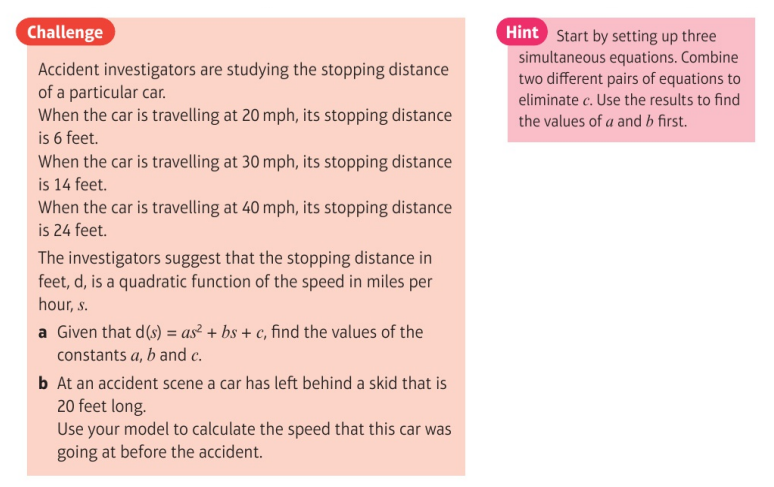 Challenge
Accident investigators are studying the stopping distance
of a particular car.
When the car is travelling at 20 mph, its stopping distance
is 6 feet.
When the car is travelling at 30 mph, its stopping distance
is 14 feet.
When the car is travelling at 40 mph, its stopping distance
is 24 feet.
The investigators suggest that the stopping distance in
feet, d, is a quadratic function of the speed in miles per
hour, s.
a Given that d(s) = as² + bs + c, find the values of the
constants a, b and c.
b At an accident scene a car has left behind a skid that is
20 feet long.
Use your model to calculate the speed that this car was
going at before the accident.
Hint Start by setting up three
simultaneous equations. Combine
two different pairs of equations to
eliminate c. Use the results to find
the values of a and b first.